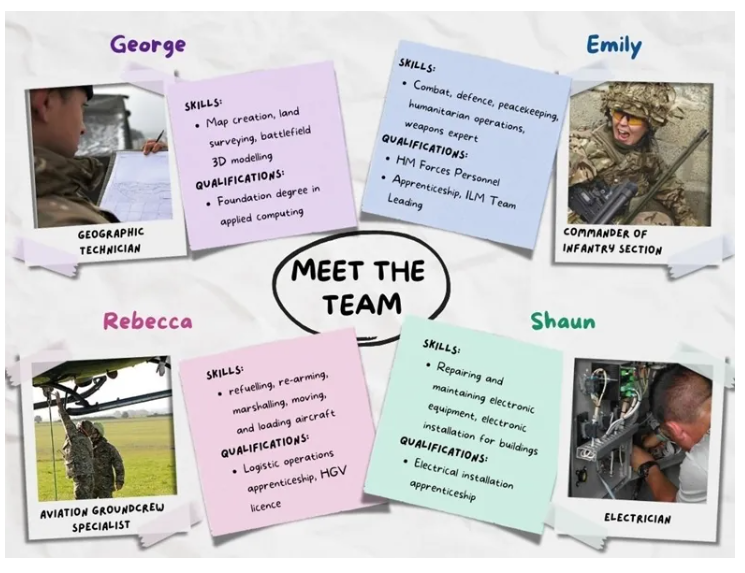 George
SKILLS:
• Map creation, land
surveying, battlefield
3D modelling
QUALIFICATIONS:
• Foundation degree in
applied computing
GEOGRAPHIC
TECHNICIAN
Emily
SKILLS:
• Combat, defence, peacekeeping,
humanitarian operations,
weapons expert
QUALIFICATIONS:
• HM Forces Personnel
• Apprenticeship, ILM Team
Leading
COMMANDER OF
INFANTRY SECTION
MEET THE
TEAM
Rebecca
SKILLS:
• refuelling, re-arming,
marshalling, moving,
and loading aircraft
QUALIFICATIONS:
• Logistic operations
apprenticeship, HGV
licence
AVIATION GROUNDCREW
SPECIALIST
Shaun
SKILLS:
• Repairing and
maintaining electronic
equipment, electronic
installation for buildings
QUALIFICATIONS:
• Electrical installation
apprenticeship
ELECTRICIAN